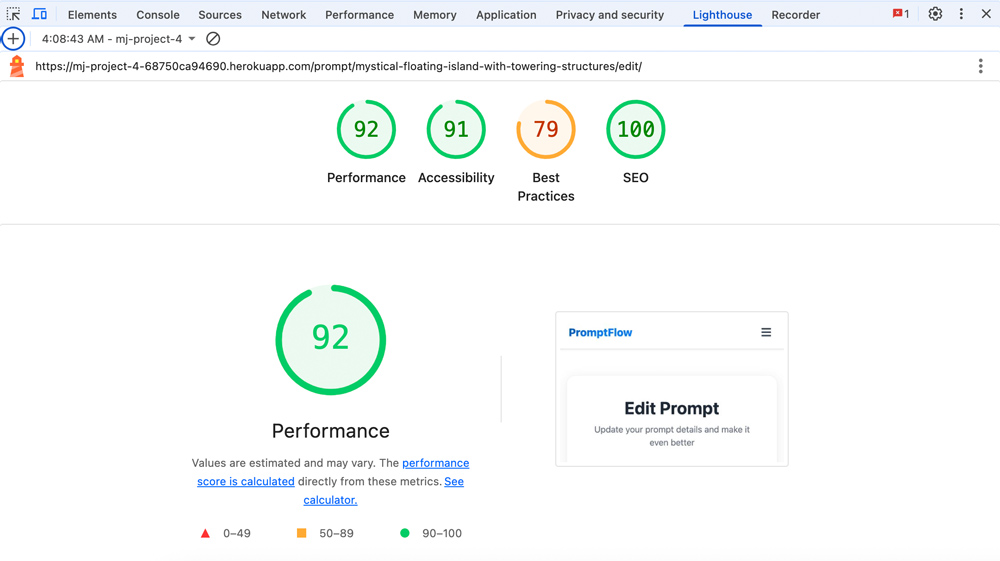 Elements Console Sources Network Performance Memory Application Privacy and security Lighthouse Recorder 1
4:08:43 AM - mj-project-4
https://mj-project-4-68750ca94690.herokuapp.com/prompt/mystical-floating-island-with-towering-structures/edit/
92 91 79 100
Performance Accessibility Best Practices SEO
92
PromptFlow
Edit Prompt
Update your prompt details and make it
even better
Performance
Values are estimated and may vary. The performance
score is calculated directly from these metrics. See
calculator.
0–49 50–89 90–100